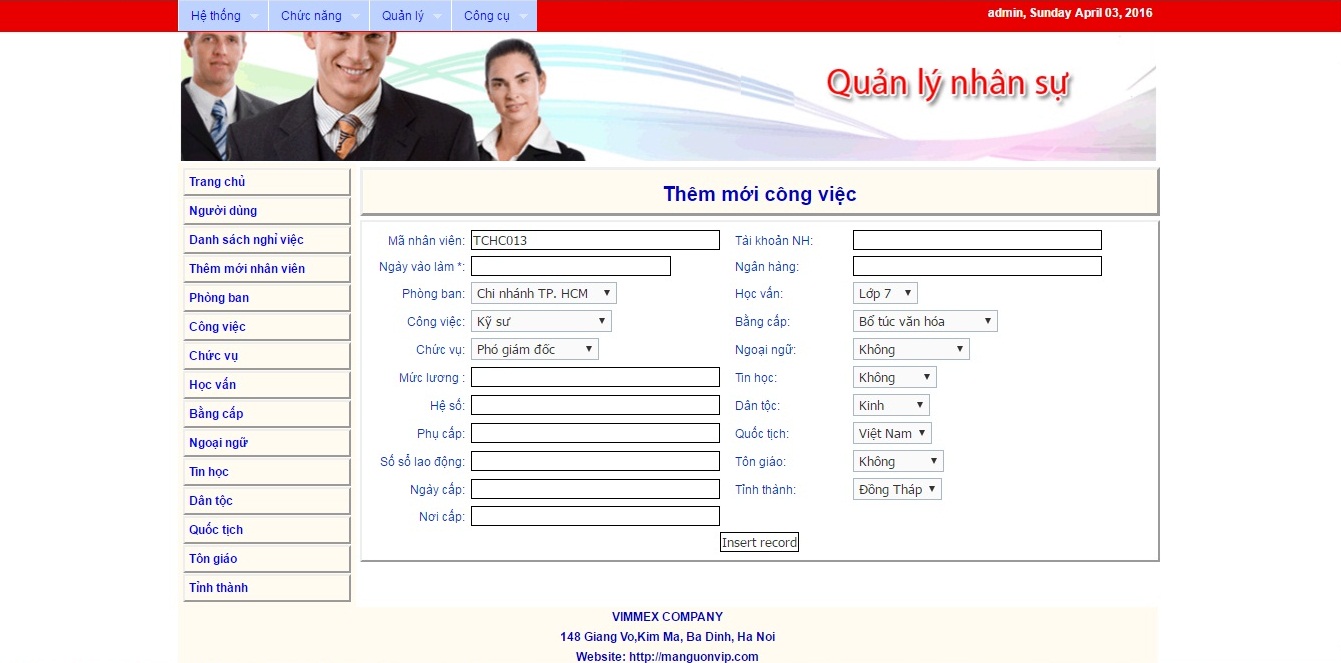 Hệ thống Chức năng Quản lý Công cụ admin, Sunday April 03, 2016
Quản lý nhân sự
Trang chủ
Người dùng
Danh sách nghỉ việc
Thêm mới nhân viên
Phòng ban
Công việc
Chức vụ
Học vấn
Bằng cấp
Ngoại ngữ
Tin học
Dân tộc
Quốc tịch
Tôn giáo
Tỉnh thành
Thêm mới công việc
Mã nhân viên: TCHC013 Tài khoản NH:
Ngày vào làm *: Ngân hàng:
Phòng ban: Chi nhánh TP. HCM Học vấn: Lớp 7
Công việc: Kỹ sư Bằng cấp: Bổ túc văn hóa
Chức vụ: Phó giám đốc Ngoại ngữ: Không
Mức lương : Tin học: Không
Hệ số: Dân tộc: Kinh
Phụ cấp: Quốc tịch: Việt Nam
Số sổ lao động: Tôn giáo: Không
Ngày cấp: Tỉnh thành: Đồng Tháp
Nơi cấp:
Insert record
VIMMEX COMPANY
148 Giang Vo,Kim Ma, Ba Dinh, Ha Noi
Website: http://manguonvip.com